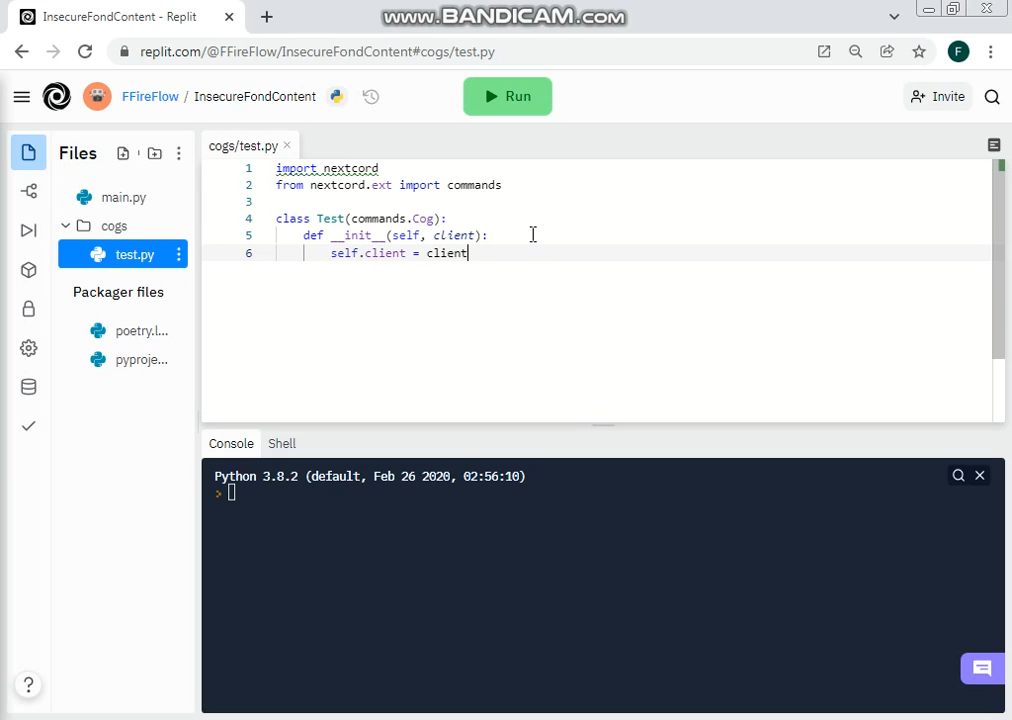 InsecureFondContent - Replit
www.BANDICAM.com
replit.com/@FFireFlow/InsecureFondContent#cogs/test.py
F
FFireFlow / InsecureFondContent
Run
Invite
Files
main.py
cogs
test.py
Packager files
poetry.l...
pyproje...
cogs/test.py
1 import nextcord
2 from nextcord.ext import commands
3
4 class Test(commands.Cog):
5 def __init__(self, client):
6 self.client = client
Console Shell
Python 3.8.2 (default, Feb 26 2020, 02:56:10)
>
?